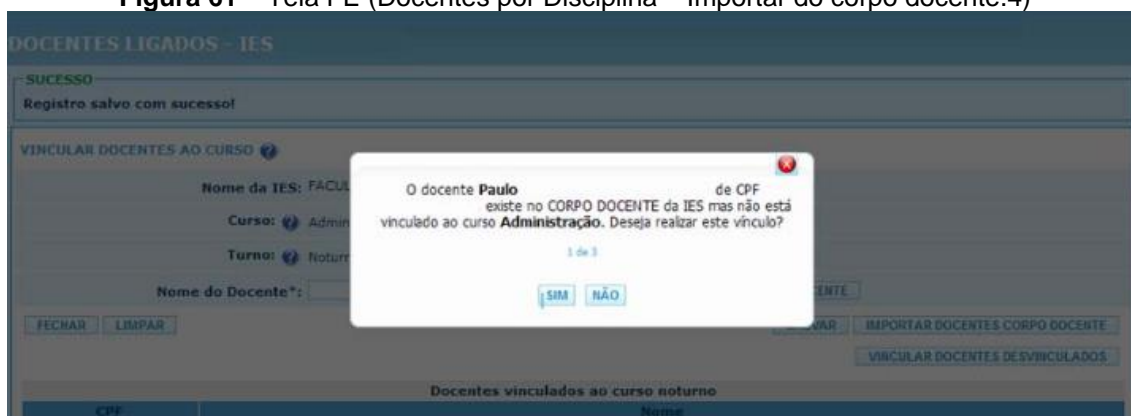 Figura 61 – Tela PE (Docentes por Disciplina – Importar do corpo docente.4)
DOCENTES LIGADOS - IES
SUCESSO
Registro salvo com sucesso!
VINCULAR DOCENTES AO CURSO
Nome da IES: FACUL
Curso: Admin
Turno: Noturn
Nome do Docente*:
O docente Paulo de CPF
existe no CORPO DOCENTE da IES mas não está
vinculado ao curso Administração. Deseja realizar este vínculo?
1 de 3
SIM NÃO
FECHAR LIMPAR IMPORTAR DOCENTES CORPO DOCENTE
VINCULAR DOCENTES DESVINCULADOS
Docentes vinculados ao curso noturno
CPF Nome